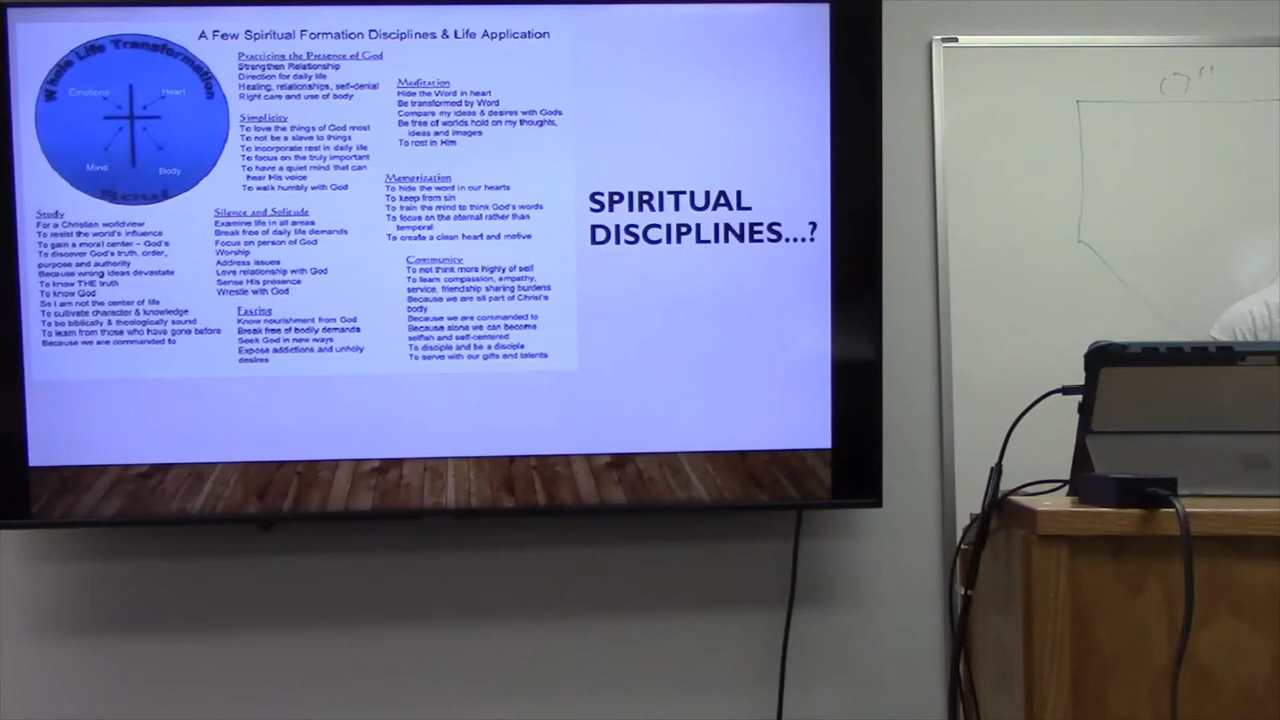 A Few Spiritual Formation Disciplines & Life Application
Whole Life Transformation
Emotions
Heart
Mind
Body
Soul
Practicing the Presence of God
Strengthen Relationship
Direction for daily life
Healing, relationships, self-denial
Right care and use of body
Simplicity
To love the things of God most
To not be a slave to things
To incorporate rest in daily life
To focus on the truly important
To have a quiet mind that can
hear His voice
To walk humbly with God
Meditation
Hide the Word in heart
Be transformed by Word
Compare my ideas & desires with Gods
Be free of worlds hold on my thoughts,
ideas and images
To rest in Him
Memorization
To hide the word in our hearts
To keep from sin
To train the mind to think God's words
To focus on the eternal rather than
temporal
To create a clean heart and motive
Study
For a Christian worldview
To resist the world's influence
To gain a moral center – God's
To discover God's truth, order,
purpose and authority
Because wrong ideas devastate
To know THE truth
To know God
So I am not the center of life
To cultivate character & knowledge
To be biblically & theologically sound
To learn from those who have gone before
Because we are commanded to
Silence and Solitude
Examine life in all areas
Break free of daily life demands
Focus on person of God
Worship
Address issues
Love relationship with God
Sense His presence
Wrestle with God
Fasting
Know nourishment from God
Break free of bodily demands
Seek God in new ways
Expose addictions and unholy
desires
Community
To not think more highly of self
To learn compassion, empathy,
service, friendship sharing burdens
Because we are all part of Christ's
body
Because we are commanded to
Because alone we can become
selfish and self-centered
To disciple and be a disciple
To serve with our gifts and talents
SPIRITUAL
DISCIPLINES...?